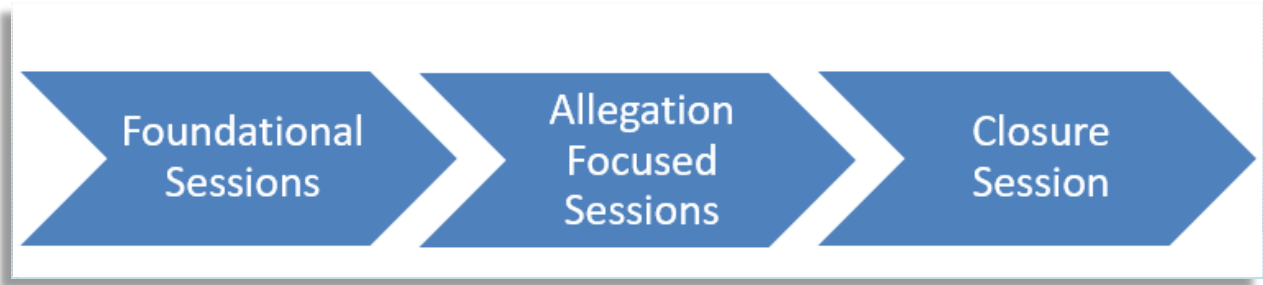 Foundational
Sessions
Allegation
Focused
Sessions
Closure
Session